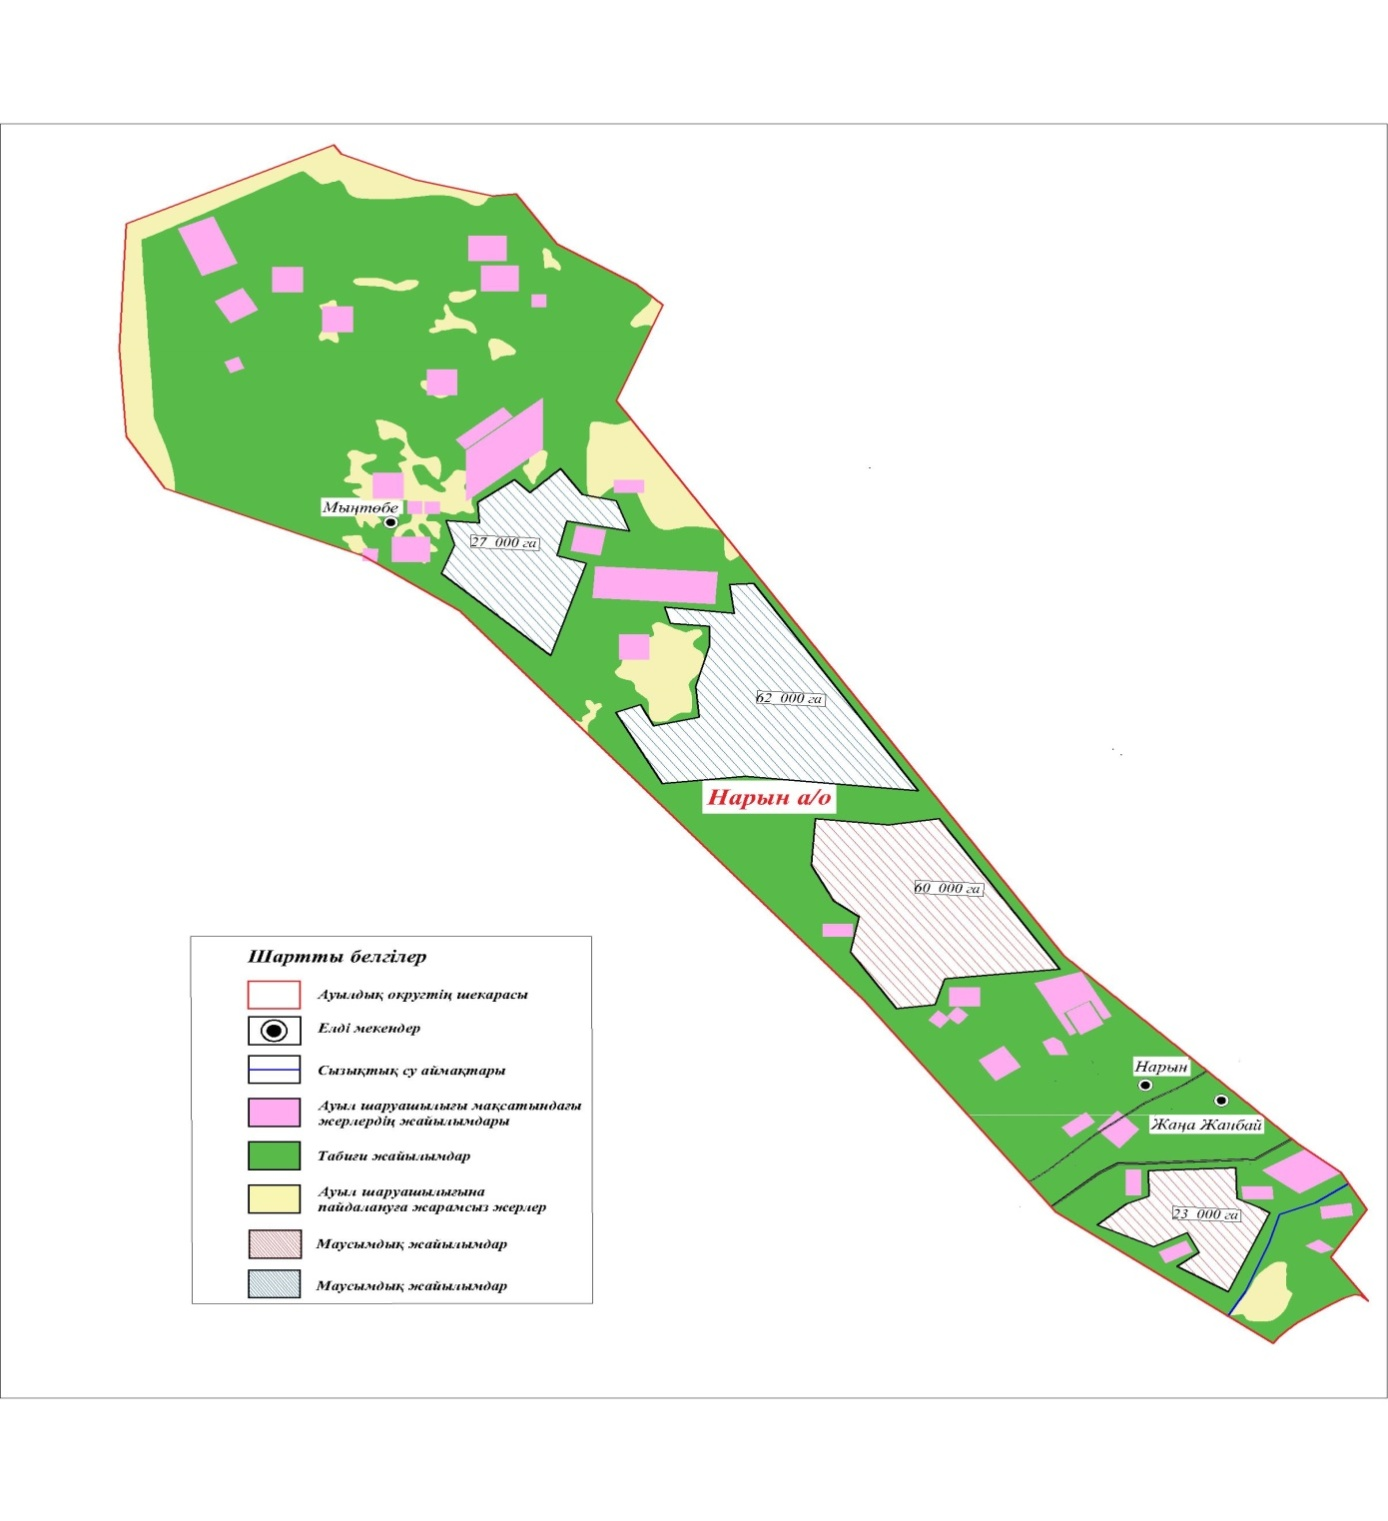 Мыңтөбе
27 000 га
62 000 га
Нарын а/о
60 000 га
Нарын
Жаңа Жанбай
23 000 га
Шартты белгілер
Ауылдық округтің шекарасы
Елді мекендер
Сызықтық су аймақтары
Ауыл шаруашылығы мақсатындағы
жерлердің жайылымдары
Табиғи жайылымдар
Ауыл шаруашылығына
пайдалануға жарамсыз жерлер
Маусымдық жайылымдар
Маусымдық жайылымдар